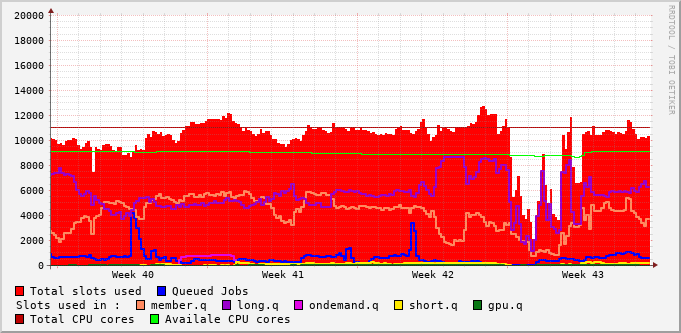 RRDTOOL / TOBI OETIKER
20000
18000
16000
14000
12000
10000
8000
6000
4000
2000
0
Week 40 Week 41 Week 42 Week 43
Total slots used Queued Jobs
Slots used in : member.q long.q ondemand.q short.q gpu.q
Total CPU cores Availale CPU cores